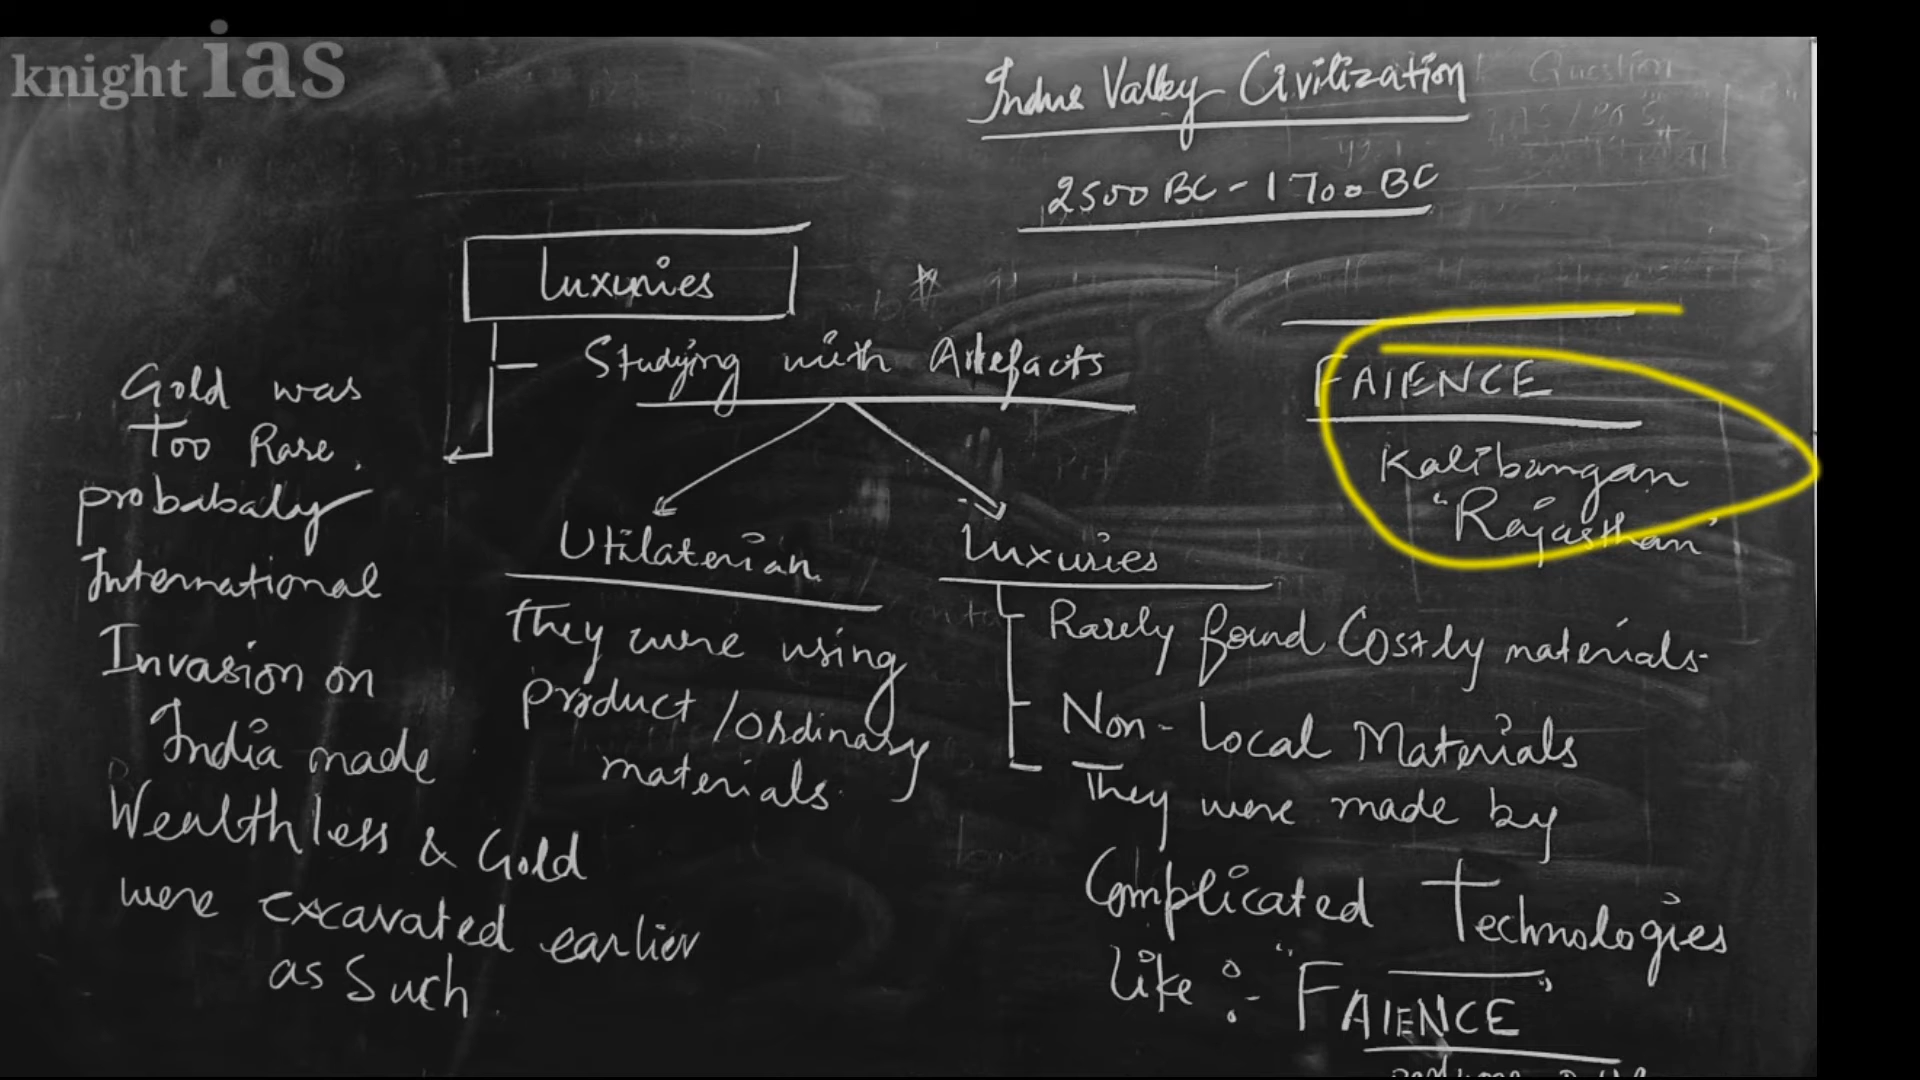 knight ias
Indus Valley Civilization
2500 BC - 1700 BC
Luxuries
Studying with Artefacts
Gold was
Too Rare,
probabaly
International
Invasion on
India made
Wealthless & Gold
were excavated earlier
as Such.
Utilaterian
They were using
product / ordinary
materials.
Luxuries
Rarely found Costly materials.
Non-Local Materials
They were made by
Complicated Technologies
like :- "FAIENCE"
FAIENCE
Kalibangan
"Rajasthan"
Question